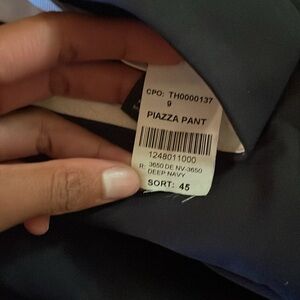 CPO: TH0000137
9
PIAZZA PANT
1248011000
R: 3650 DE NV-3650
DEEP NAVY
SORT: 45